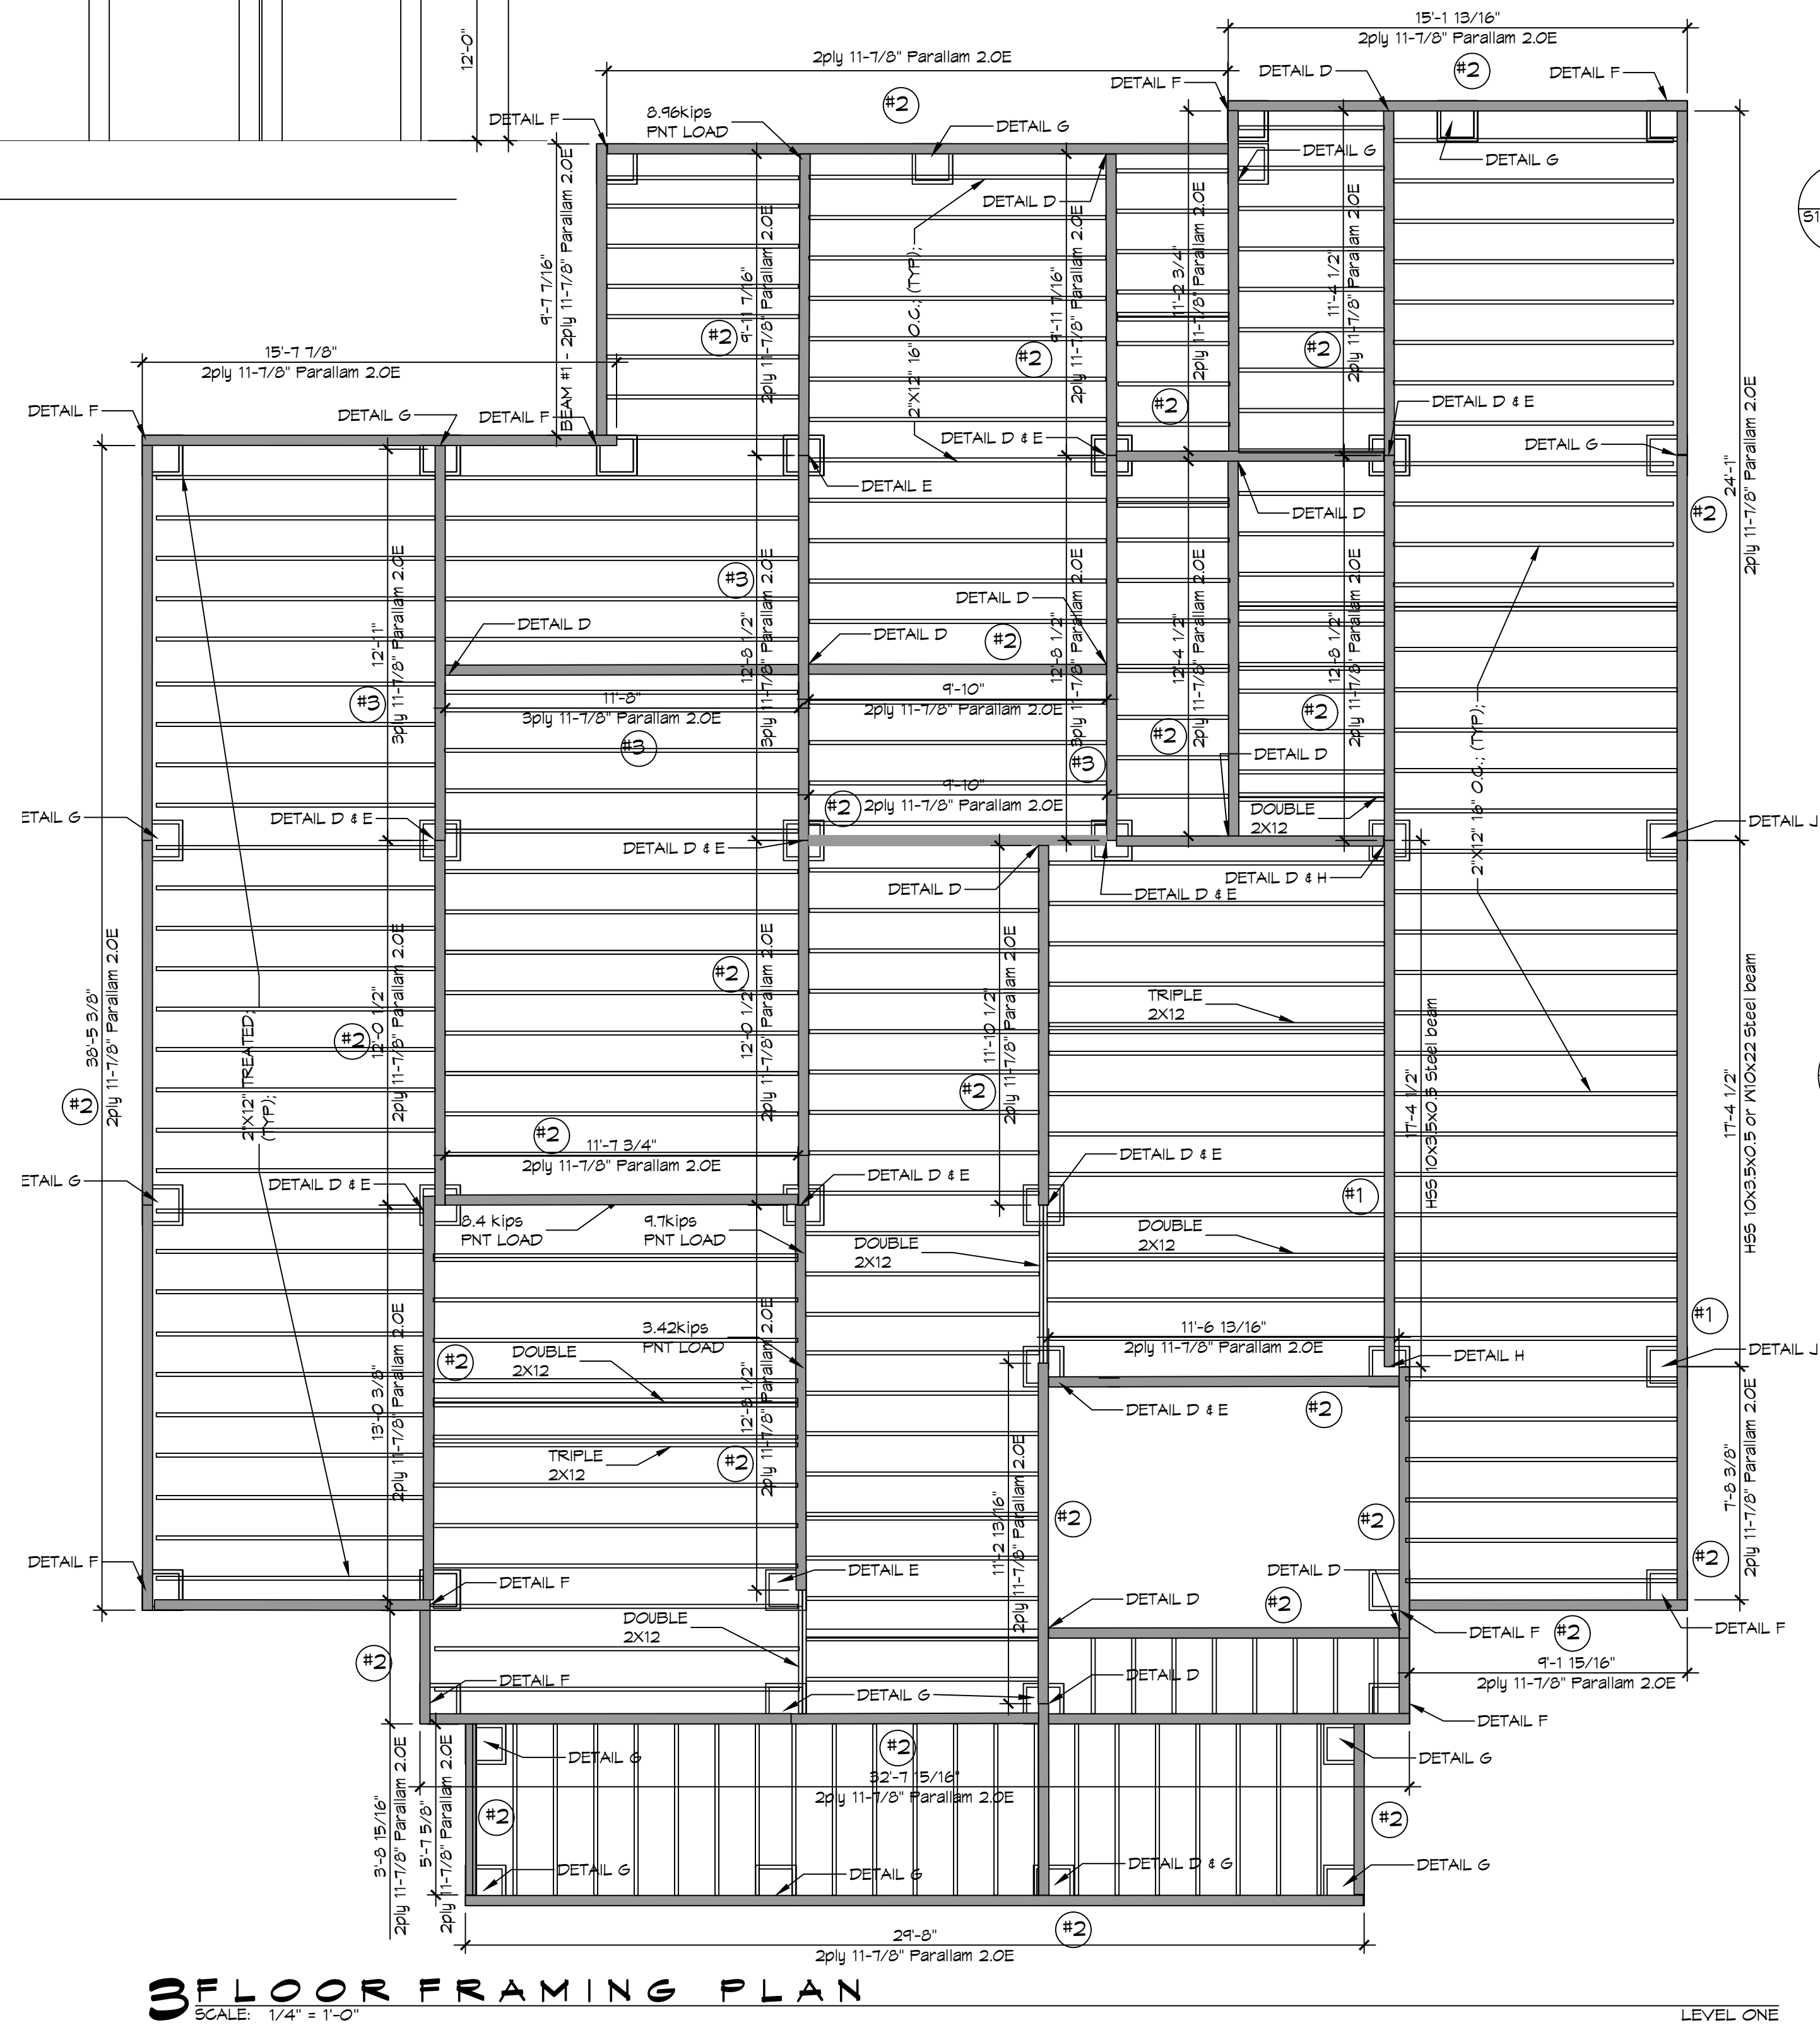 15'-1 13/16"
2ply 11-7/8" Parallam 2.0E
#2
DETAIL F
DETAIL D
DETAIL F
2ply 11-7/8" Parallam 2.0E
#2
12'-0"
DETAIL F
8.96kips
PNT LOAD
DETAIL G
DETAIL G
DETAIL G
DETAIL D
9'-7 7/16"
BEAM #1 - 2ply 11-7/8" Parallam 2.0E
9'-11 7/16"
2ply 11-7/8" Parallam 2.0E
#2
2"X12" 16" O.C.; (TYP);
9'-11 7/16"
2ply 11-7/8" Parallam 2.0E
#2
11'-2 3/4"
2ply 11-7/8" Parallam 2.0E
#2
11'-4 1/2"
2ply 11-7/8" Parallam 2.0E
#2
S1
15'-7 7/8"
2ply 11-7/8" Parallam 2.0E
DETAIL F
DETAIL G
DETAIL F
DETAIL D & E
DETAIL D & E
DETAIL G
24'-1"
2ply 11-7/8" Parallam 2.0E
#2
DETAIL E
DETAIL D
12'-11"
3ply 11-7/8" Parallam 2.0E
#3
#3
12'-8 1/2"
3ply 11-7/8" Parallam 2.0E
DETAIL D
DETAIL D
DETAIL D
#2
12'-8 1/2"
3ply 11-7/8" Parallam 2.0E
#3
12'-4 1/2"
2ply 11-7/8" Parallam 2.0E
#2
12'-8 1/2"
2ply 11-7/8" Parallam 2.0E
#2
11'-8"
3ply 11-7/8" Parallam 2.0E
#3
9'-10"
2ply 11-7/8" Parallam 2.0E
9'-10"
2ply 11-7/8" Parallam 2.0E
#2
DETAIL D
DOUBLE
2X12
2"X12" 16" O.C.; (TYP);
ETAIL G
DETAIL D & E
DETAIL D & E
DETAIL D
DETAIL D & E
DETAIL D & H
DETAIL J
38'-5 3/8"
2ply 11-7/8" Parallam 2.0E
#2
2"X12" TREATED;
(TYP);
#2
12'-0 1/2"
2ply 11-7/8" Parallam 2.0E
#2
12'-0 1/2"
2ply 11-7/8" Parallam 2.0E
11'-10 1/2"
2ply 11-7/8" Parallam 2.0E
#2
TRIPLE
2X12
17'-4 1/2"
HSS 10x3.5x0.5 Steel beam
#1
17'-4 1/2"
HSS 10x3.5x0.5 or W10x22 Steel beam
#1
#2
11'-7 3/4"
2ply 11-7/8" Parallam 2.0E
DETAIL D & E
ETAIL G
DETAIL D & E
DETAIL D & E
8.4 kips
PNT LOAD
9.7kips
PNT LOAD
DOUBLE
2X12
DOUBLE
2X12
3.42kips
PNT LOAD
11'-6 13/16"
2ply 11-7/8" Parallam 2.0E
DETAIL H
DETAIL J
13'-0 3/8"
2ply 11-7/8" Parallam 2.0E
#2
DOUBLE
2X12
TRIPLE
2X12
12'-8 1/2"
2ply 11-7/8" Parallam 2.0E
#2
DETAIL D & E
#2
11'-2 13/16"
2ply 11-7/8" Parallam 2.0E
#2
#2
7'-8 3/8"
2ply 11-7/8" Parallam 2.0E
#2
DETAIL F
DETAIL F
DETAIL E
DETAIL D
DETAIL D
#2
DOUBLE
2X12
DETAIL F
#2
DETAIL F
#2
DETAIL F
DETAIL G
DETAIL D
9'-1 15/16"
2ply 11-7/8" Parallam 2.0E
DETAIL F
DETAIL G
#2
DETAIL G
32'-7 15/16"
2ply 11-7/8" Parallam 2.0E
3'-8 15/16"
2ply 11-7/8" Parallam 2.0E
5'-7 5/8"
2ply 11-7/8" Parallam 2.0E
#2
#2
DETAIL G
DETAIL G
DETAIL D & G
DETAIL G
#2
29'-8"
2ply 11-7/8" Parallam 2.0E
3 FLOOR FRAMING PLAN
SCALE: 1/4" = 1'-0"
LEVEL ONE